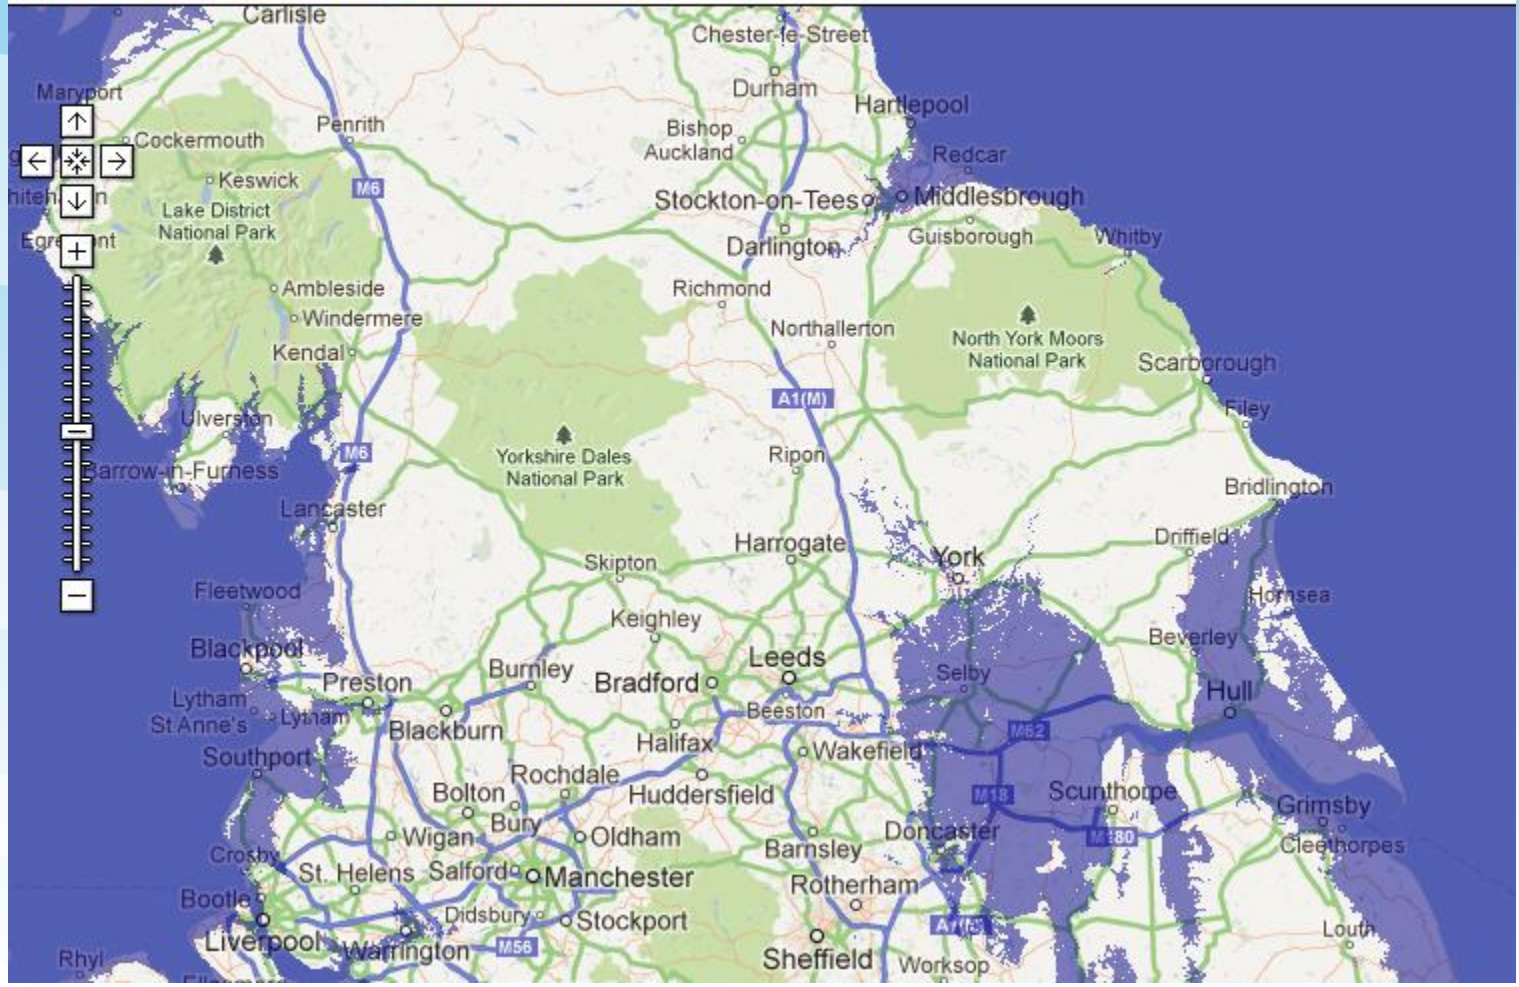 Carlisle
Chester-le-Street
Durham
Maryport
Hartlepool
Penrith
Bishop
Auckland
Cockermouth
Redcar
Keswick
M6
Stockton-on-Tees
Middlesbrough
Lake District
National Park
Guisborough
Whitby
Egremont
Darlington
Ambleside
Richmond
Windermere
Northallerton
North York Moors
National Park
Kendal
Scarborough
A1(M)
Filey
Ulverston
M6
Ripon
Yorkshire Dales
National Park
Barrow-in-Furness
Bridlington
Lancaster
Driffield
Harrogate
York
Skipton
Fleetwood
Hornsea
Keighley
Beverley
Blackpool
Leeds
Burnley
Selby
Preston
Bradford
Hull
Lytham
St Anne's
Lytham
Beeston
Blackburn
M62
Halifax
Wakefield
Southport
Rochdale
Bolton
Huddersfield
M18
Scunthorpe
Grimsby
Bury
Wigan
Oldham
Doncaster
M180
Cleethorpes
Barnsley
Crosby
St. Helens
Salford
Manchester
Rotherham
Bootle
Didsbury
Stockport
Liverpool
Warrington
M56
Louth
Rhyl
Sheffield
Worksop